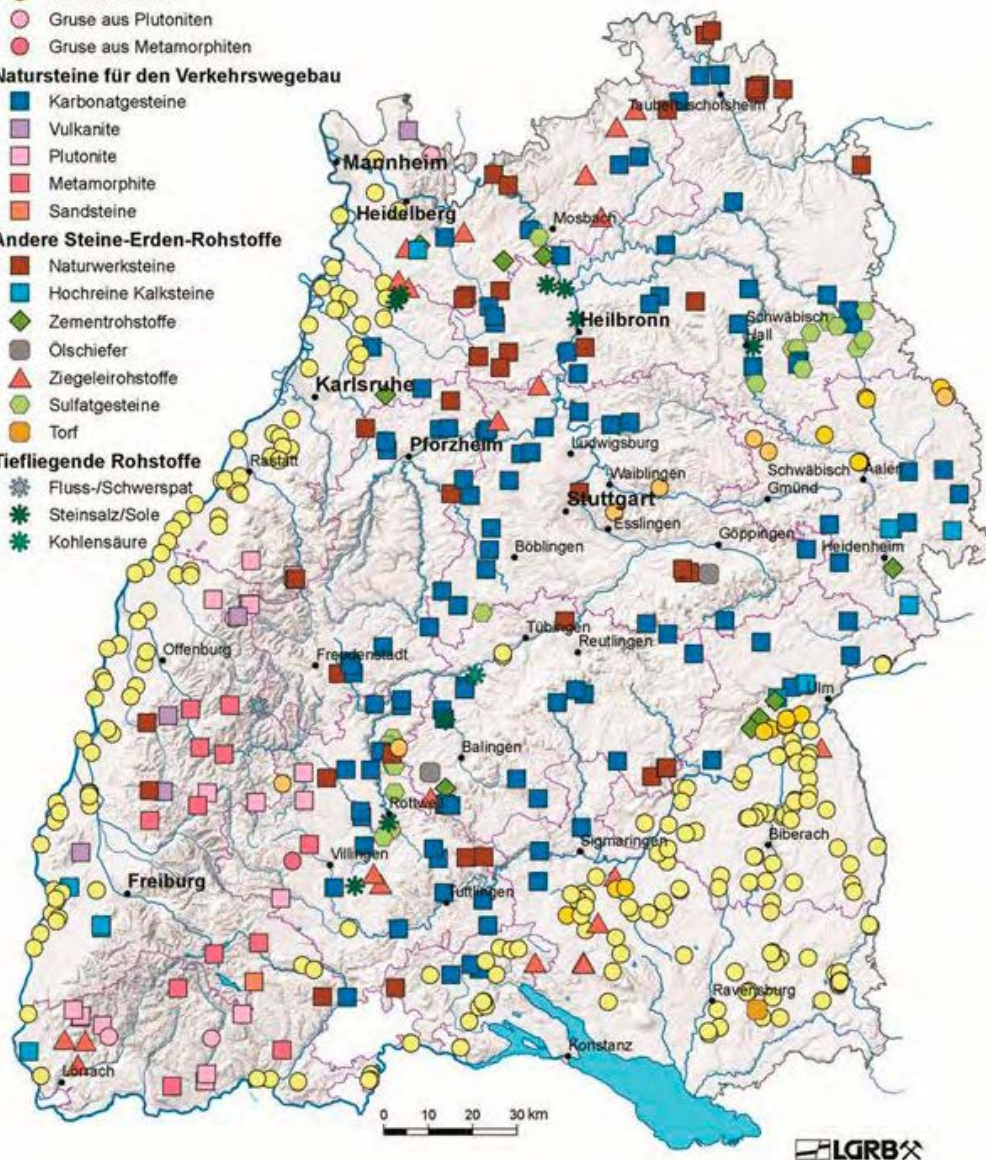 Gruse aus Plutoniten
Gruse aus Metamorphiten
Natursteine für den Verkehrswegebau
Karbonatgesteine
Vulkanite
Plutonite
Metamorphite
Sandsteine
Andere Steine-Erden-Rohstoffe
Naturwerksteine
Hochreine Kalksteine
Zementrohstoffe
Ölschiefer
Ziegeleirohstoffe
Sulfatgesteine
Torf
Tiefliegende Rohstoffe
Fluss-/Schwerspat
Steinsalz/Sole
Kohlensäure
Tauberbischofsheim
Mannheim
Heidelberg
Mosbach
Heilbronn
Schwäbisch
Hall
Karlsruhe
Pforzheim
Ludwigsburg
Rastatt
Waiblingen
Schwäbisch
Gmünd
Aalen
Stuttgart
Esslingen
Göppingen
Böblingen
Heidenheim
Tübingen
Reutlingen
Offenburg
Freudenstadt
Ulm
Balingen
Rottweil
Biberach
Sigmaringen
Villingen
Freiburg
Tuttlingen
Ravensburg
Konstanz
Lörrach
0 10 20 30 km
LGRB